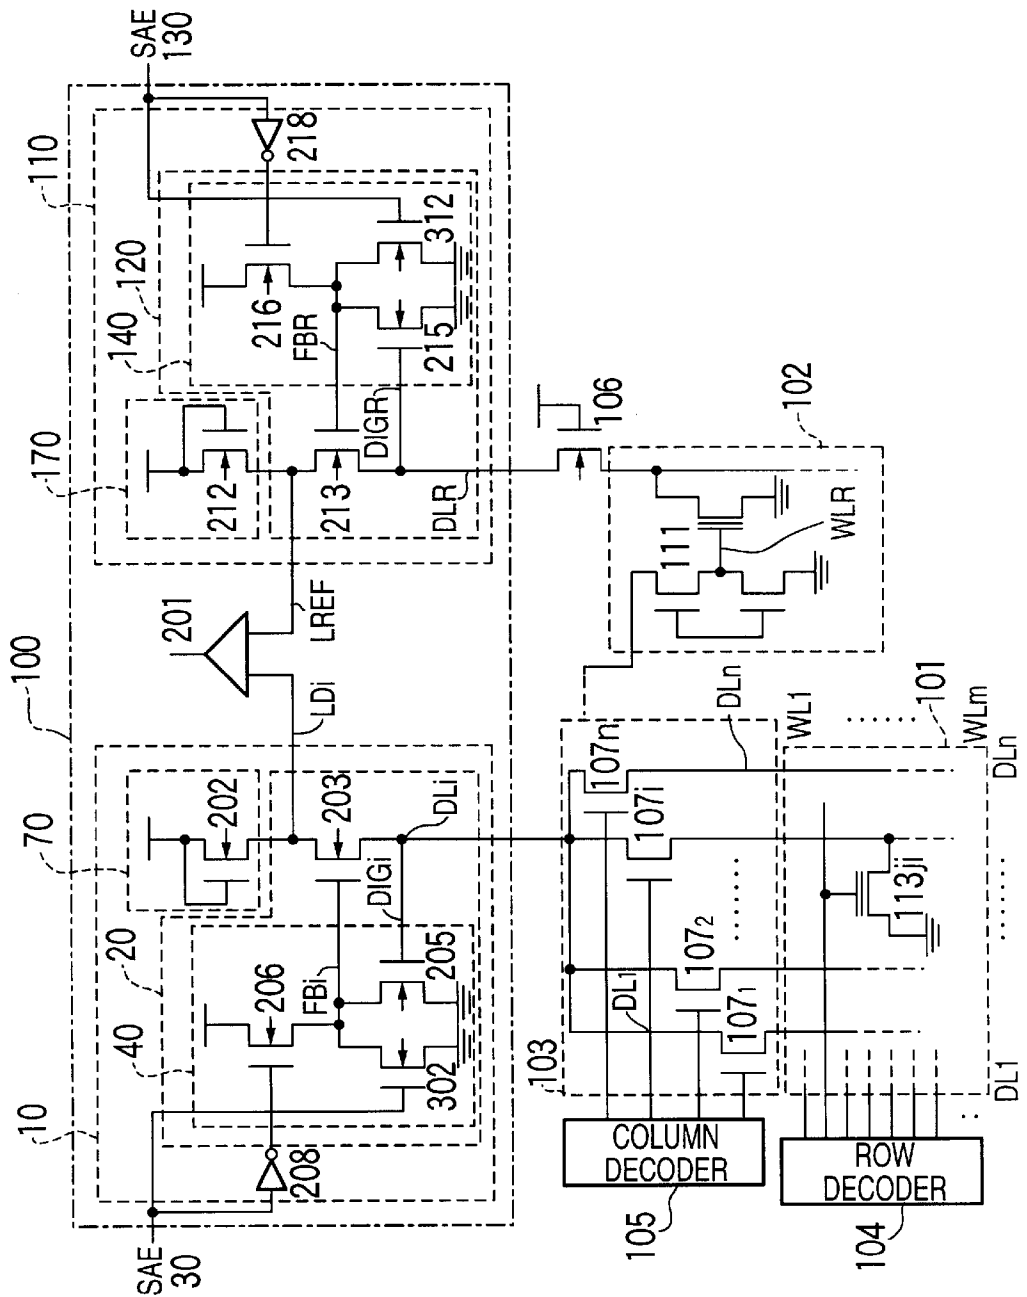 SAE
130
110
218
120
140
312
216
FBR
215
DIGR
170
212
213
DLR
106
102
111
WLR
201
LREF
100
LDi
70
202
203
DLi
DIGi
20
205
206
FBi
40
302
10
208
SAE
30
DLn
WL1
......
WLm
101
107n
107i
......
107₂
DLi
107₁
103
113ji
DLn
......
DL1
..
COLUMN
DECODER
105
ROW
DECODER
104